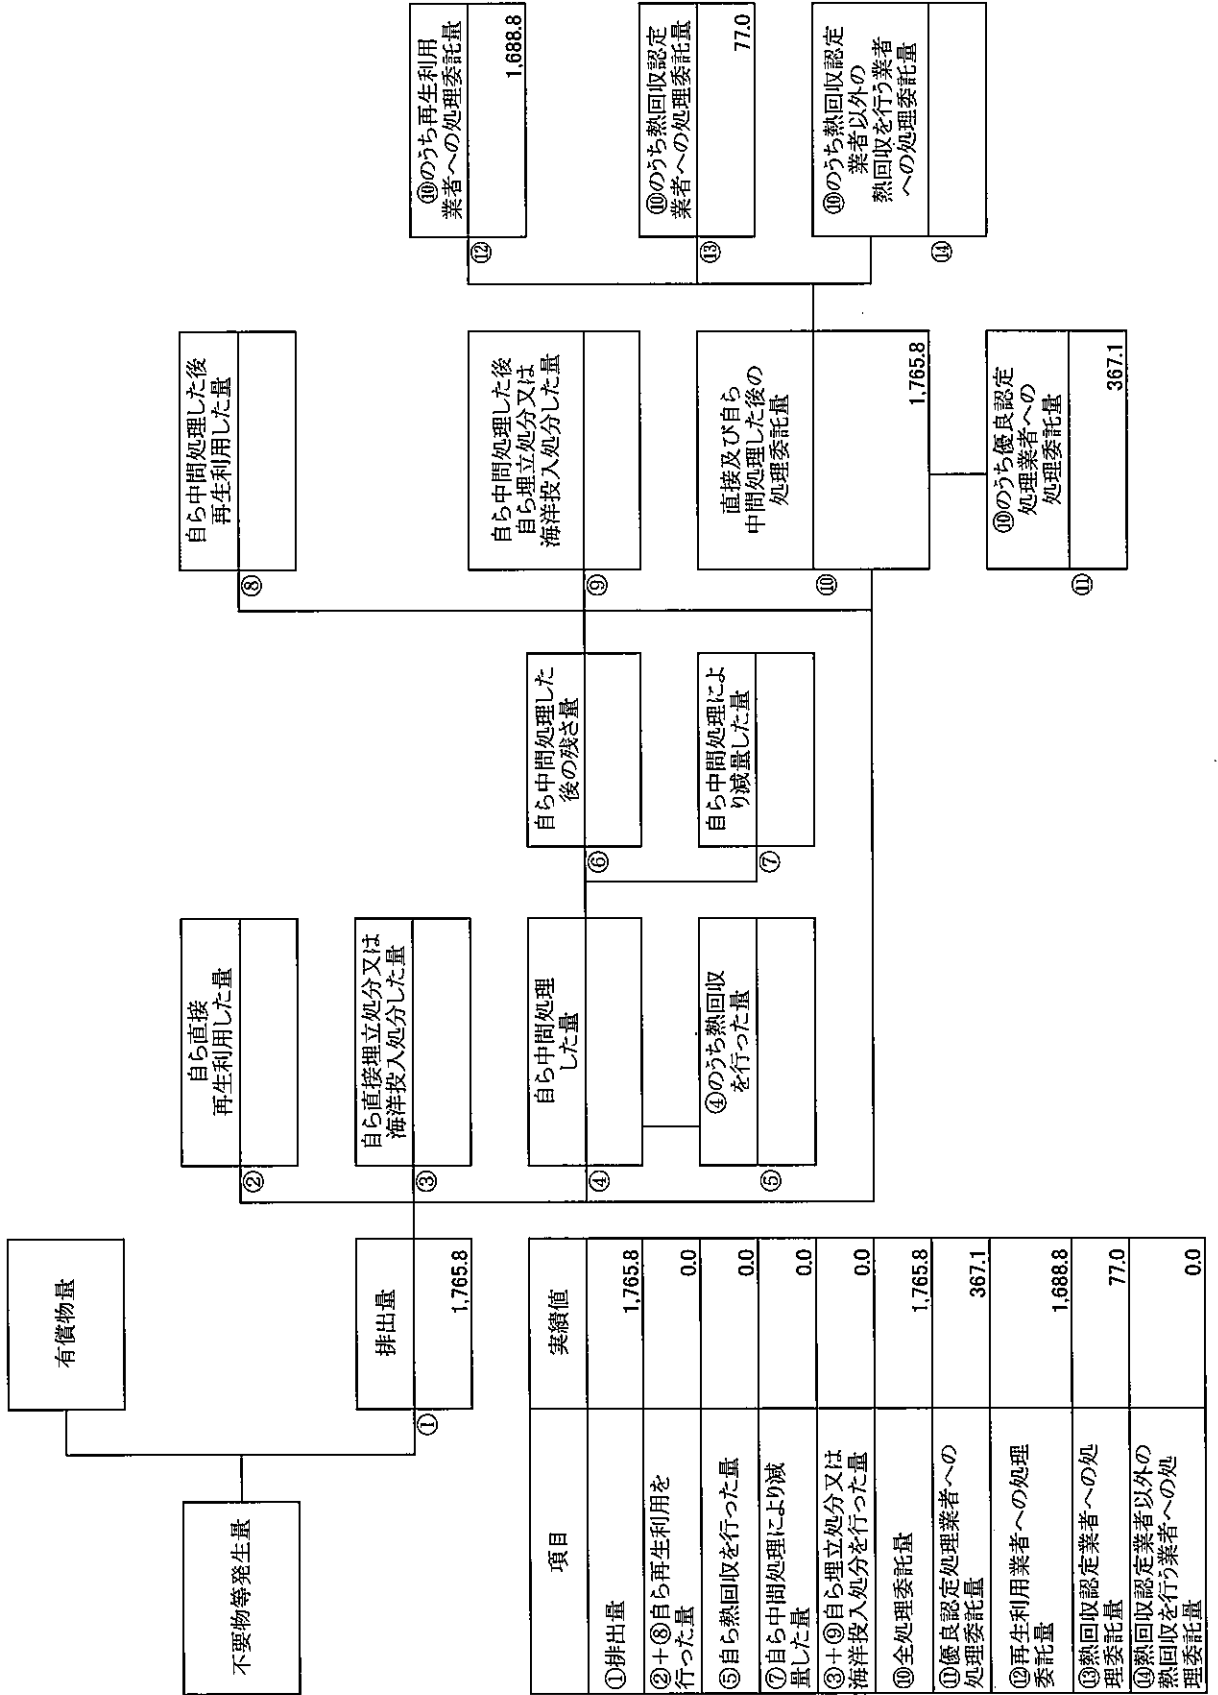 不要物等発生量
有償物量
①
排出量
1,765.8
②
自ら直接
再生利用した量
③
自ら直接埋立処分又は
海洋投入処分した量
④
自ら中間処理
した量
⑤
④のうち熱回収
を行った量
⑥
自ら中間処理した
後の残さ量
⑦
自ら中間処理によ
り減量した量
⑧
自ら中間処理した後
再生利用した量
⑨
自ら中間処理した後
自ら埋立処分又は
海洋投入処分した量
⑩
直接及び自ら
中間処理した後の
処理委託量
1,765.8
⑪
⑩のうち優良認定
処理業者への
処理委託量
367.1
⑫
⑩のうち再生利用
業者への処理委託量
1,688.8
⑬
⑩のうち熱回収認定
業者への処理委託量
77.0
⑭
⑩のうち熱回収認定
業者以外の
熱回収を行う業者
への処理委託量
項目 実績値
①排出量 1,765.8
②+⑧自ら再生利用を
行った量 0.0
⑤自ら熱回収を行った量 0.0
⑦自ら中間処理により減
量した量 0.0
③+⑨自ら埋立処分又は
海洋投入処分を行った量 0.0
⑩全処理委託量 1,765.8
⑪優良認定処理業者への
処理委託量 367.1
⑫再生利用業者への処理
委託量 1,688.8
⑬熱回収認定業者への処
理委託量 77.0
⑭熱回収認定業者以外の
熱回収を行う業者への処
理委託量 0.0